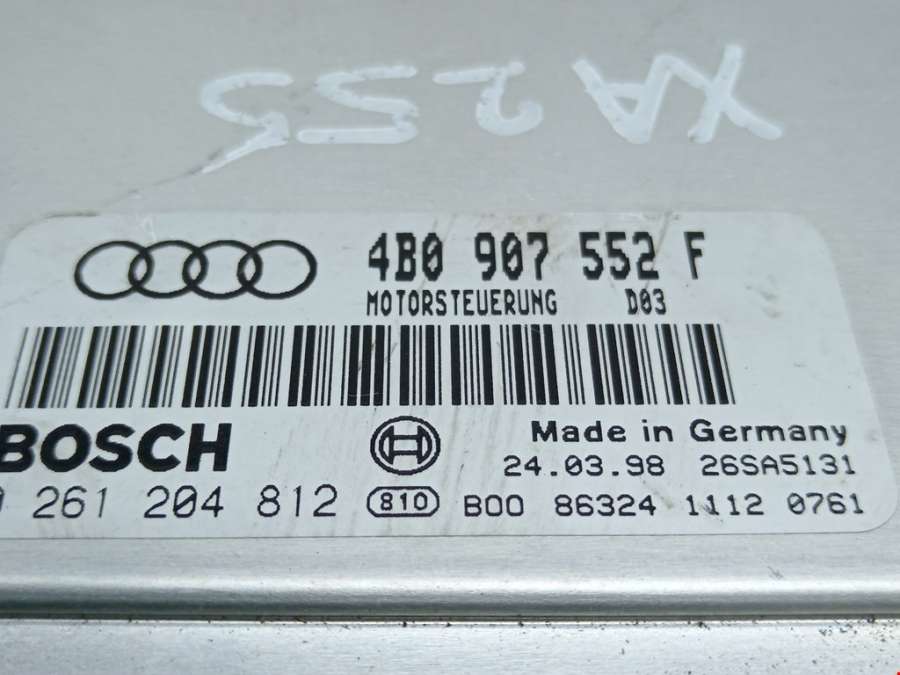 XA255
4B0 907 552 F
MOTORSTEUERUNG D03
BOSCH
Made in Germany
24.03.98 26SA5131
0 261 204 812 810 B00 86324 1112 0761